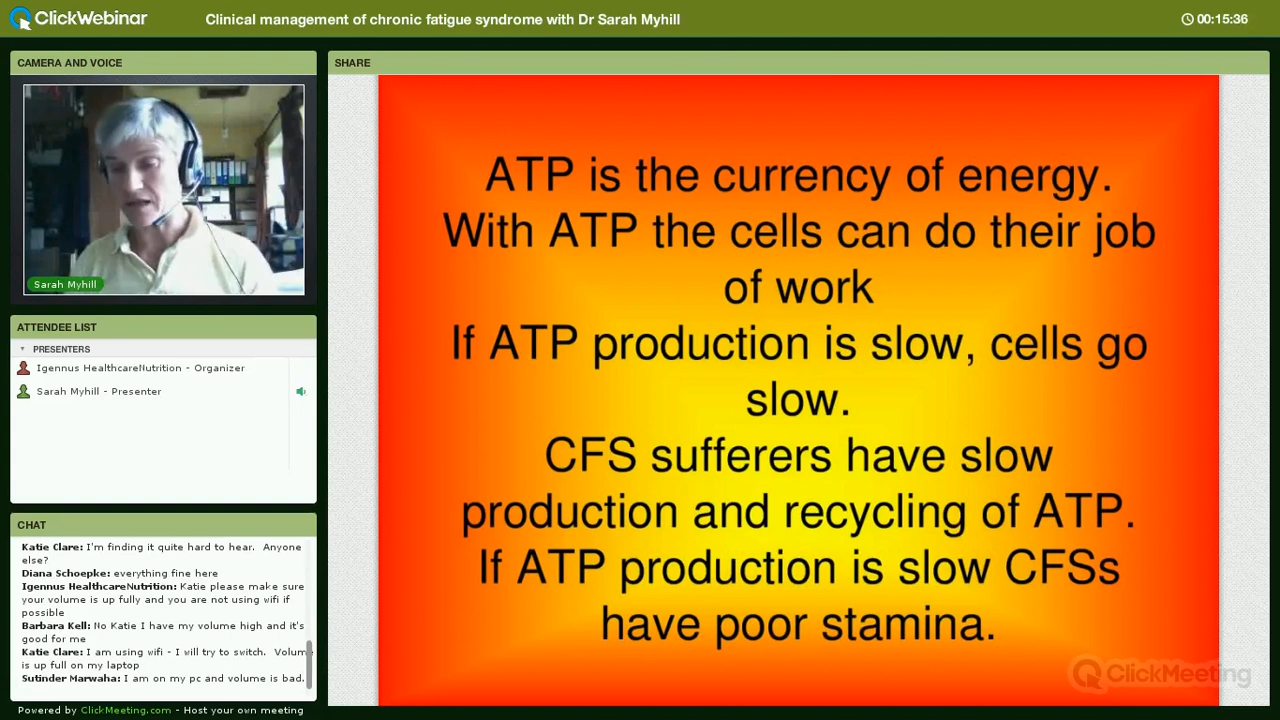 ClickWebinar
Clinical management of chronic fatigue syndrome with Dr Sarah Myhill
00:15:36
CAMERA AND VOICE
Sarah Myhill
ATTENDEE LIST
PRESENTERS
Igennus HealthcareNutrition - Organizer
Sarah Myhill - Presenter
CHAT
Katie Clare: I'm finding it quite hard to hear. Anyone
else?
Diana Schoepke: everything fine here
Igennus HealthcareNutrition: Katie please make sure
your volume is up fully and you are not using wifi if
possible
Barbara Kell: No Katie I have my volume high and it's
good for me
Katie Clare: I am using wifi - I will try to switch. Volume
is up full on my laptop
Sutinder Marwaha: I am on my pc and volume is bad.
Powered by ClickMeeting.com - Host your own meeting
SHARE
ATP is the currency of energy.
With ATP the cells can do their job
of work
If ATP production is slow, cells go
slow.
CFS sufferers have slow
production and recycling of ATP.
If ATP production is slow CFSs
have poor stamina.
ClickMeeting